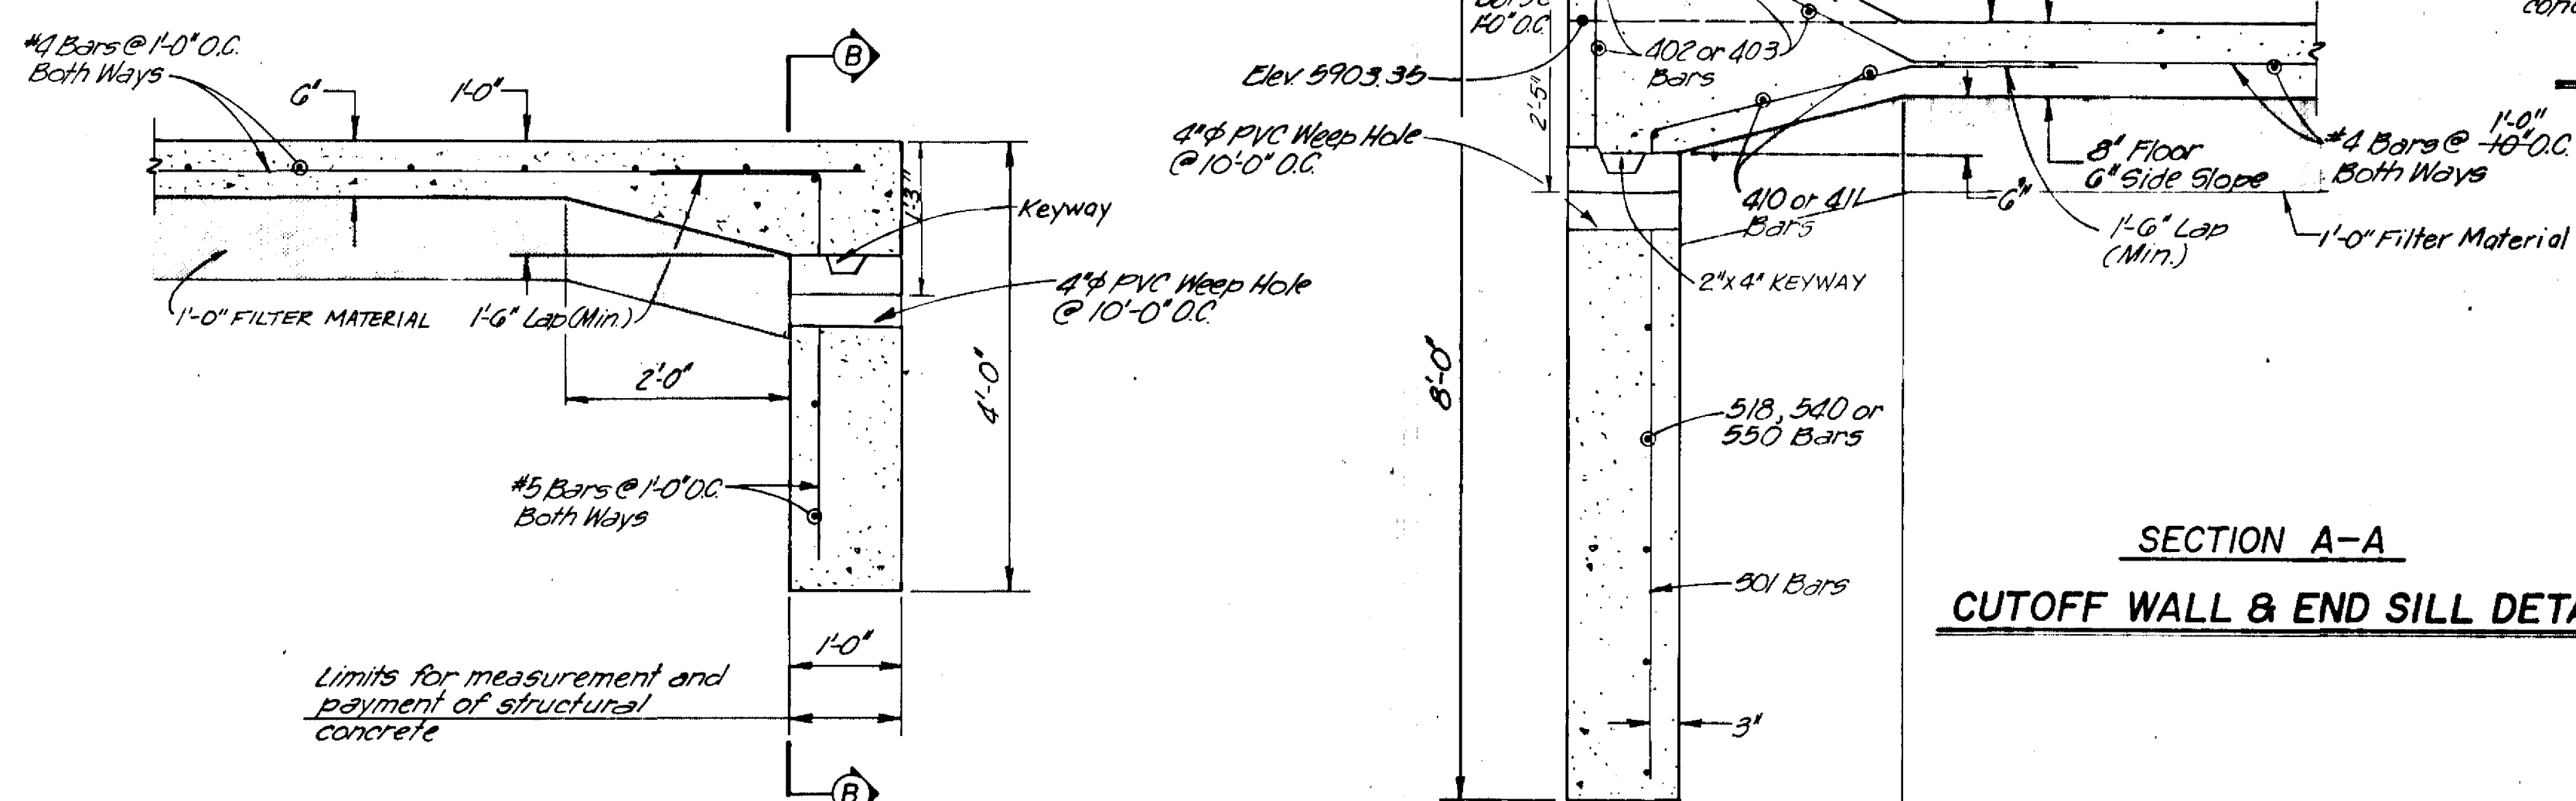 #4 Bars @ 1'-0" O.C.
Both Ways
6"
1'-0"
B
1'-3"
Keyway
4"ϕ PVC Weep Hole
@ 10'-0" O.C.
1'-0" FILTER MATERIAL
1'-6" Lap (Min.)
2'-0"
4'-0"
#5 Bars @ 1'-0" O.C.
Both Ways
1'-0"
Limits for measurement and
payment of structural
concrete
B
1'-0" O.C.
402 or 403
Bars
Elev. 5903.35
2'-5"
4"ϕ PVC Weep Hole
@ 10'-0" O.C.
410 or 411
Bars
2"x4" KEYWAY
8" Floor
6" Side Slope
6"
1'-0"
#4 Bars @ 10" O.C.
Both Ways
1'-6" Lap
(Min.)
1'-0" Filter Material
8'-0"
518, 540 or
550 Bars
501 Bars
3"
SECTION A-A
CUTOFF WALL & END SILL DETA